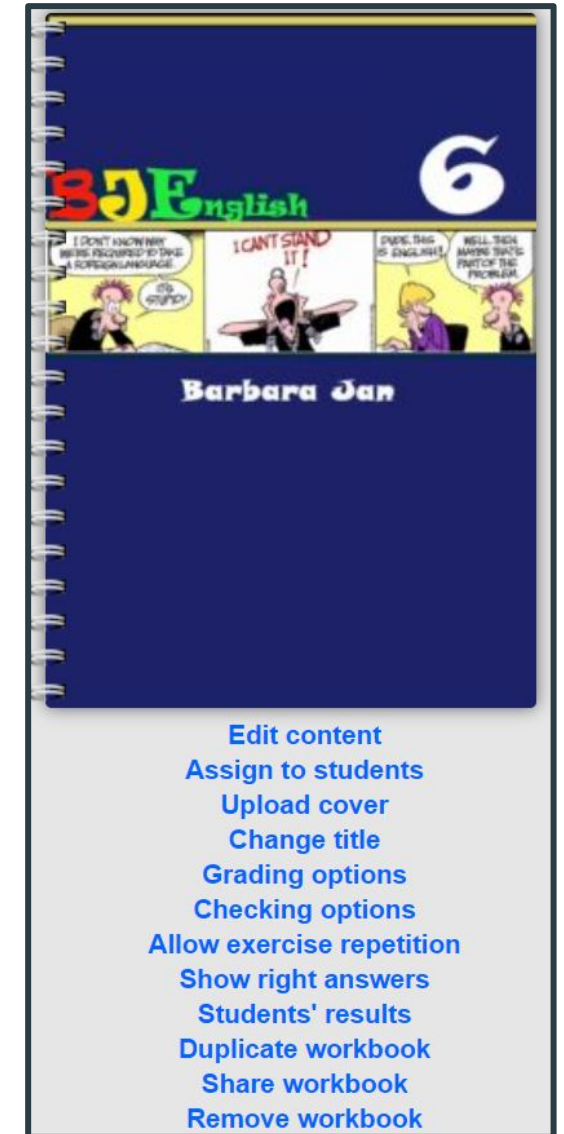 6
BJEnglish
I DON'T KNOW WHY
WE'RE REQUIRED TO TAKE
A FOREIGN LANGUAGE.
IT'S
STUPID!
I CAN'T STAND
IT!
DUDE, THIS
IS ENGLISH!
WELL, THEN
MAYBE THAT'S
PART OF THE
PROBLEM.
Barbara Jan
Edit content
Assign to students
Upload cover
Change title
Grading options
Checking options
Allow exercise repetition
Show right answers
Students' results
Duplicate workbook
Share workbook
Remove workbook